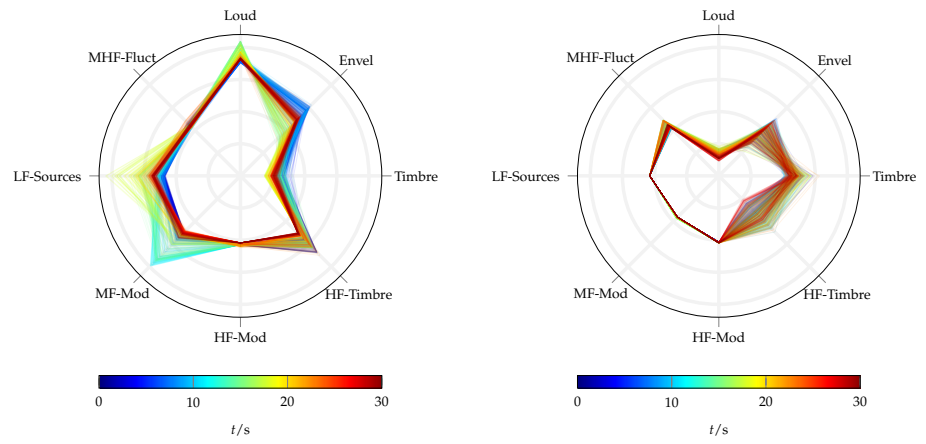 Loud
Envel
MHF-Fluct
LF-Sources
Timbre
MF-Mod
HF-Timbre
HF-Mod
0 10 20 30
t/s
Loud
Envel
MHF-Fluct
LF-Sources
Timbre
MF-Mod
HF-Timbre
HF-Mod
0 10 20 30
t/s